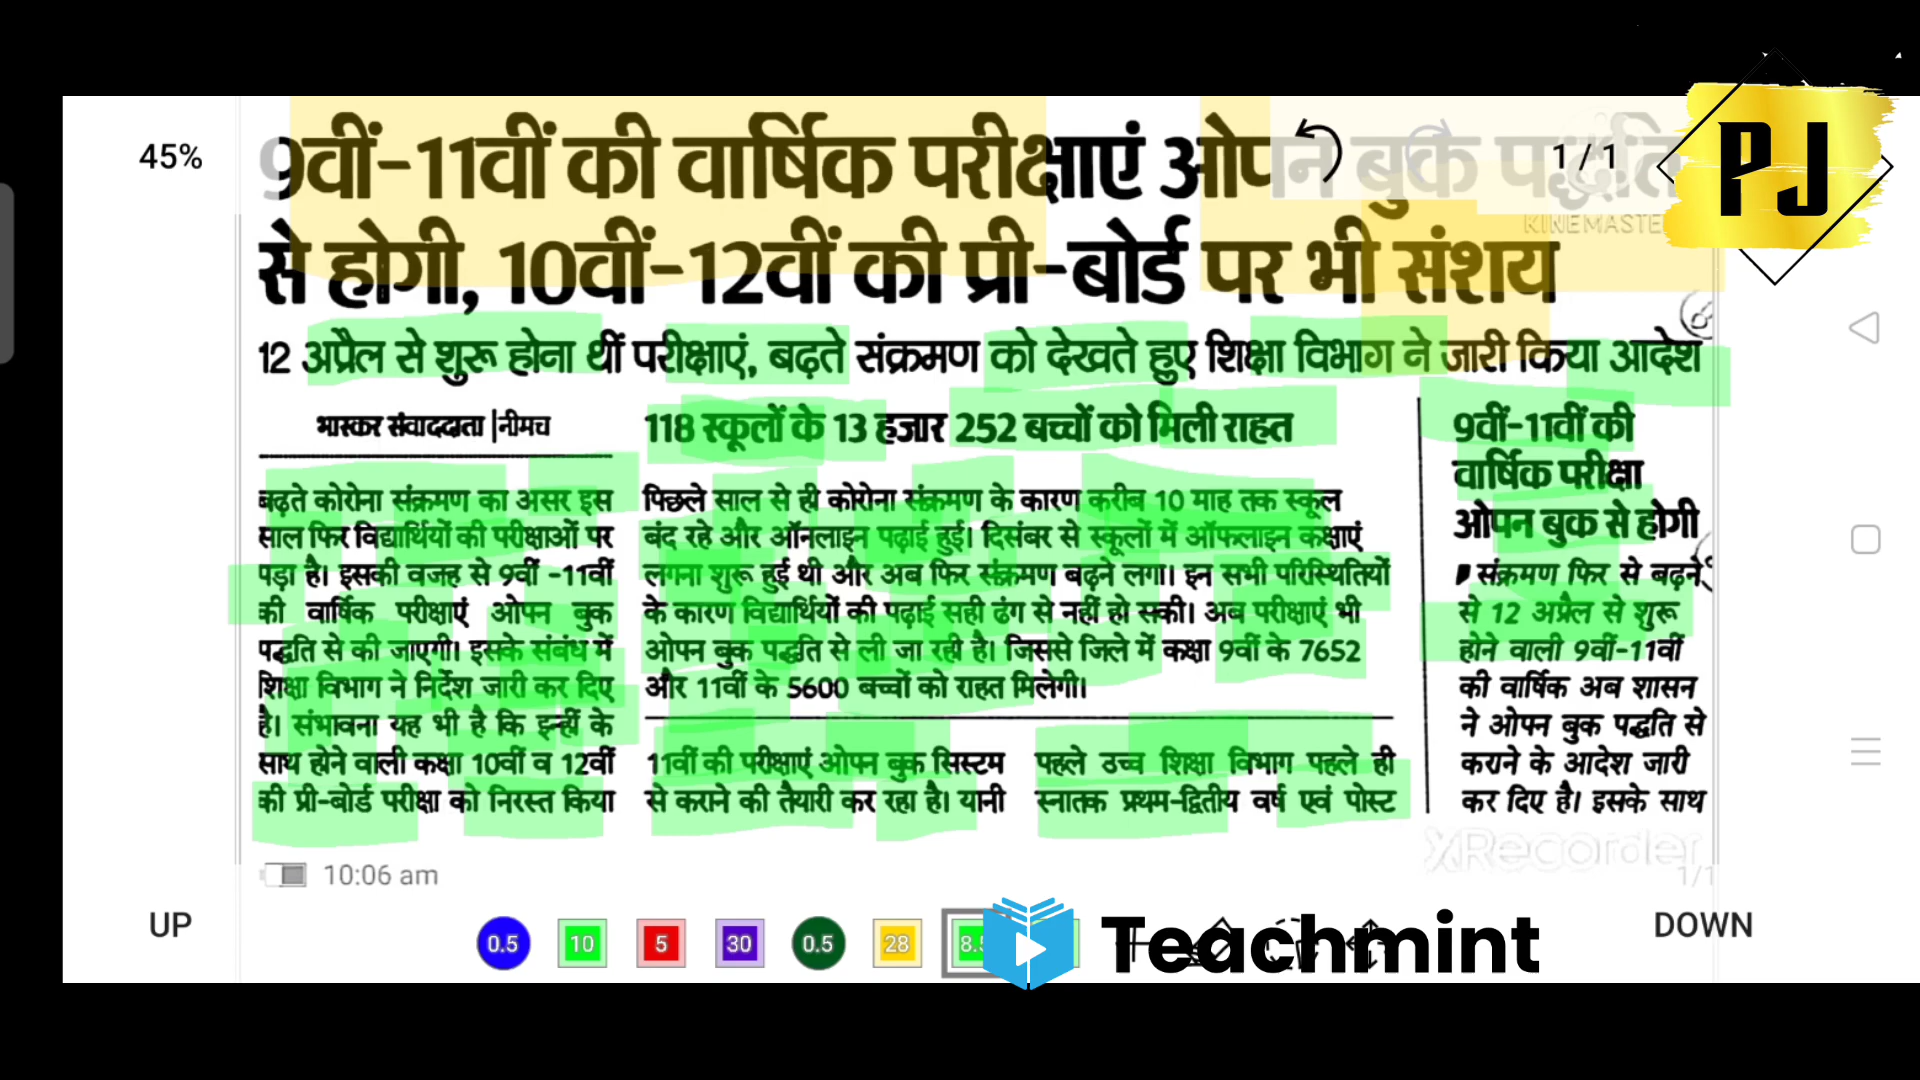 45%
9वीं-11वीं की वार्षिक परीक्षाएं ओपन बुक पद्धति
1 / 1
PJ
KINEMASTE
से होगी, 10वीं-12वीं की प्री-बोर्ड पर भी संशय
12 अप्रैल से शुरू होना थीं परीक्षाएं, बढ़ते संक्रमण को देखते हुए शिक्षा विभाग ने जारी किया आदेश
भास्कर संवाददाता |नीमच
बढ़ते कोरोना संक्रमण का असर इस
साल फिर विद्यार्थियों की परीक्षाओं पर
पड़ा है। इसकी वजह से 9वीं -11वीं
की वार्षिक परीक्षाएं ओपन बुक
पद्धति से की जाएगी। इसके संबंध में
शिक्षा विभाग ने निर्देश जारी कर दिए
है। संभावना यह भी है कि इन्हीं के
साथ होने वाली कक्षा 10वीं व 12वीं
की प्री-बोर्ड परीक्षा को निरस्त किया
118 स्कूलों के 13 हजार 252 बच्चों को मिली राहत
पिछले साल से ही कोरोना संक्रमण के कारण करीब 10 माह तक स्कूल
बंद रहे और ऑनलाइन पढ़ाई हुई। दिसंबर से स्कूलों में ऑफलाइन कक्षाएं
लगना शुरू हुई थी और अब फिर संक्रमण बढ़ने लगा। इन सभी परिस्थितियों
के कारण विद्यार्थियों की पढ़ाई सही ढंग से नहीं हो सकी। अब परीक्षाएं भी
ओपन बुक पद्धति से ली जा रही है। जिससे जिले में कक्षा 9वीं के 7652
और 11वीं के 5600 बच्चों को राहत मिलेगी।
11वीं की परीक्षाएं ओपन बुक सिस्टम
से कराने की तैयारी कर रहा है। यानी
पहले उच्च शिक्षा विभाग पहले ही
स्नातक प्रथम-द्वितीय वर्ष एवं पोस्ट
9वीं-11वीं की
वार्षिक परीक्षा
ओपन बुक से होगी
संक्रमण फिर से बढ़ने
से 12 अप्रैल से शुरू
होने वाली 9वीं-11वीं
की वार्षिक अब शासन
ने ओपन बुक पद्धति से
कराने के आदेश जारी
कर दिए है। इसके साथ
XRecorder
1/1
10:06 am
UP
DOWN
0.5 10 5 30 0.5 28 8.5
Teachmint